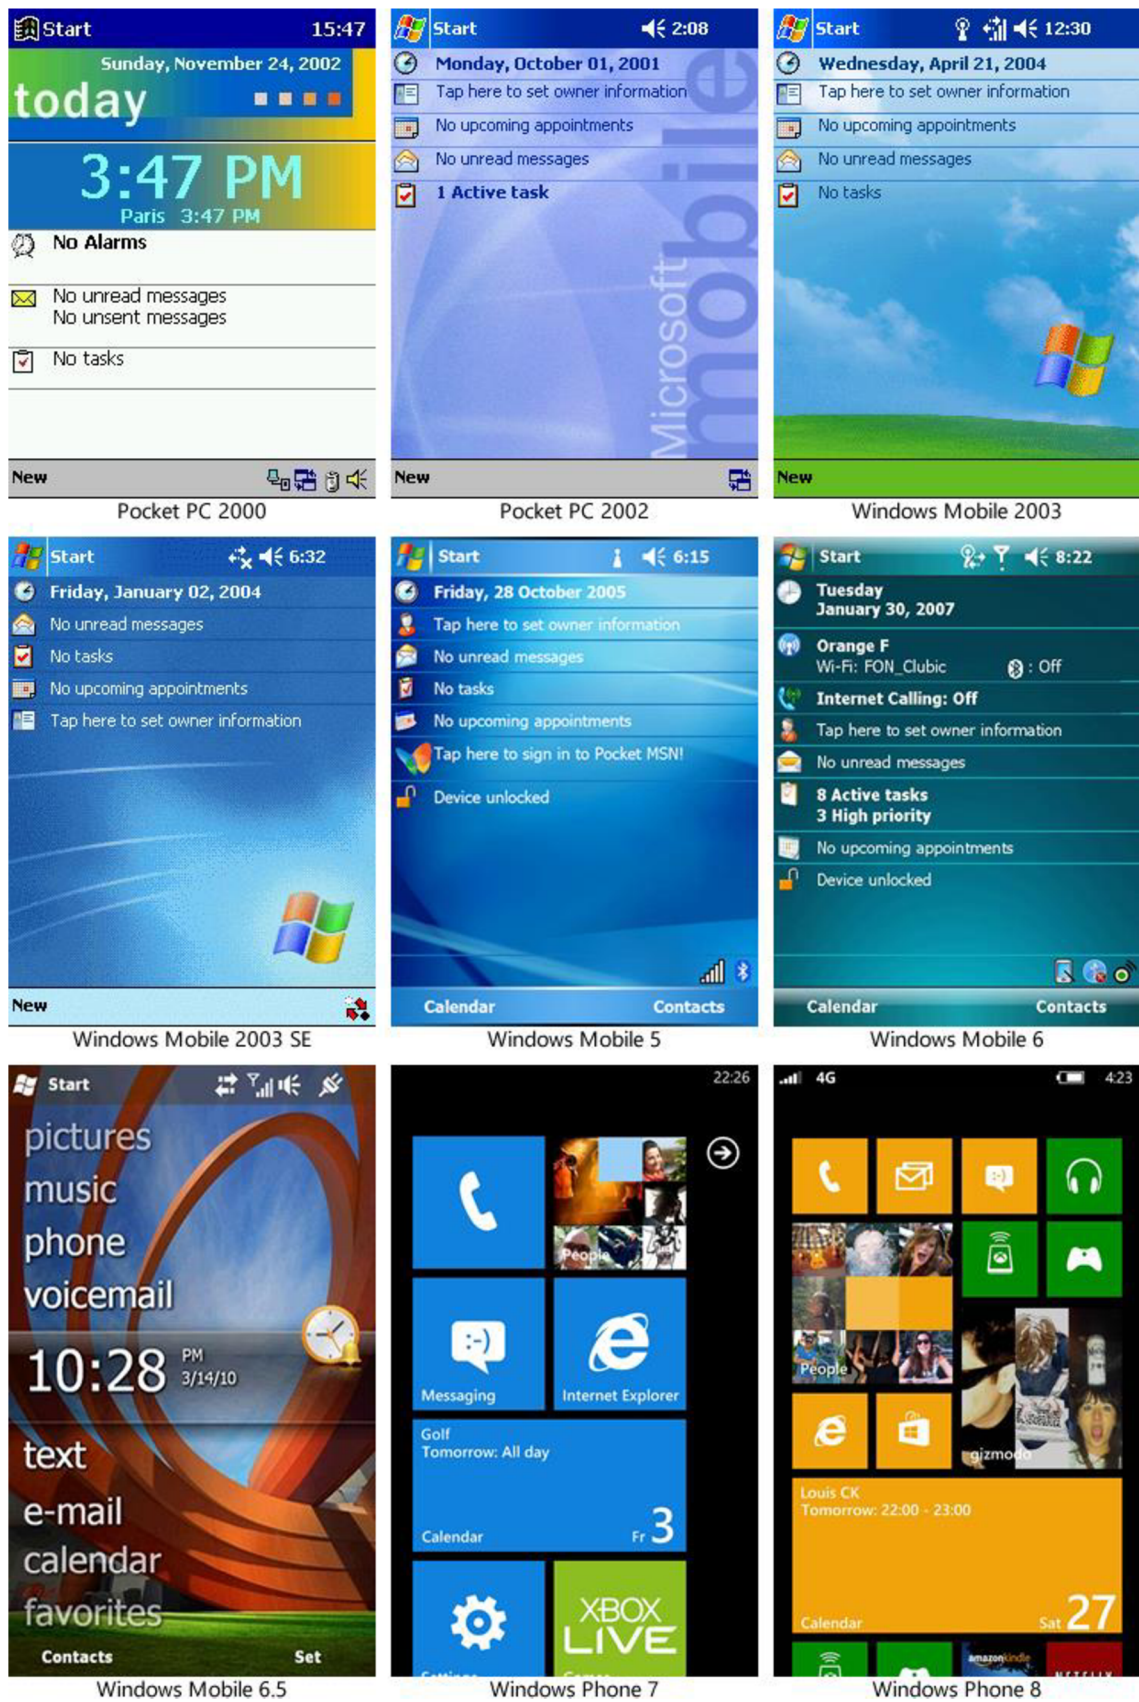 Start 15:47
Sunday, November 24, 2002
today
3:47 PM
Paris 3:47 PM
No Alarms
No unread messages
No unsent messages
No tasks
New
Pocket PC 2000
Start 2:08
Monday, October 01, 2001
Tap here to set owner information
No upcoming appointments
No unread messages
1 Active task
Microsoft
mobile
New
Pocket PC 2002
Start 12:30
Wednesday, April 21, 2004
Tap here to set owner information
No upcoming appointments
No unread messages
No tasks
New
Windows Mobile 2003
Start 6:32
Friday, January 02, 2004
No unread messages
No tasks
No upcoming appointments
Tap here to set owner information
New
Windows Mobile 2003 SE
Start 6:15
Friday, 28 October 2005
Tap here to set owner information
No unread messages
No tasks
No upcoming appointments
Tap here to sign in to Pocket MSN!
Device unlocked
Calendar Contacts
Windows Mobile 5
Start 8:22
Tuesday
January 30, 2007
Orange F
Wi-Fi: FON_Clubic : Off
Internet Calling: Off
Tap here to set owner information
No unread messages
8 Active tasks
3 High priority
No upcoming appointments
Device unlocked
Calendar Contacts
Windows Mobile 6
Start
pictures
music
phone
voicemail
10:28 PM
3/14/10
text
e-mail
calendar
favorites
Contacts Set
Windows Mobile 6.5
22:26
People
:-)
Messaging Internet Explorer
Golf
Tomorrow: All day
Calendar Fr 3
XBOX
LIVE
Settings Games
Windows Phone 7
4G 4:23
:-)
People
gizmodo
Louis CK
Tomorrow: 22:00 - 23:00
Calendar Sat 27
amazonkindle
NETFLIX
Windows Phone 8